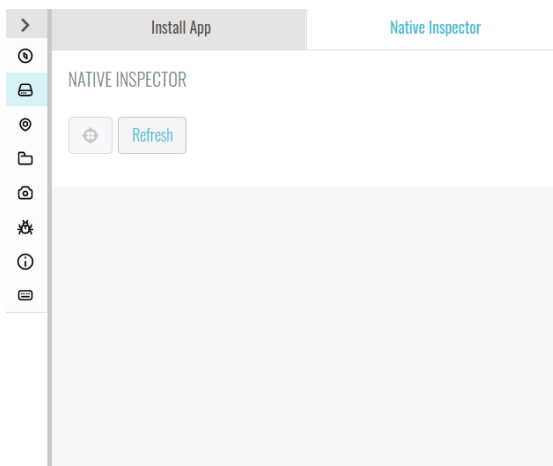 Install App
Native Inspector
NATIVE INSPECTOR
Refresh